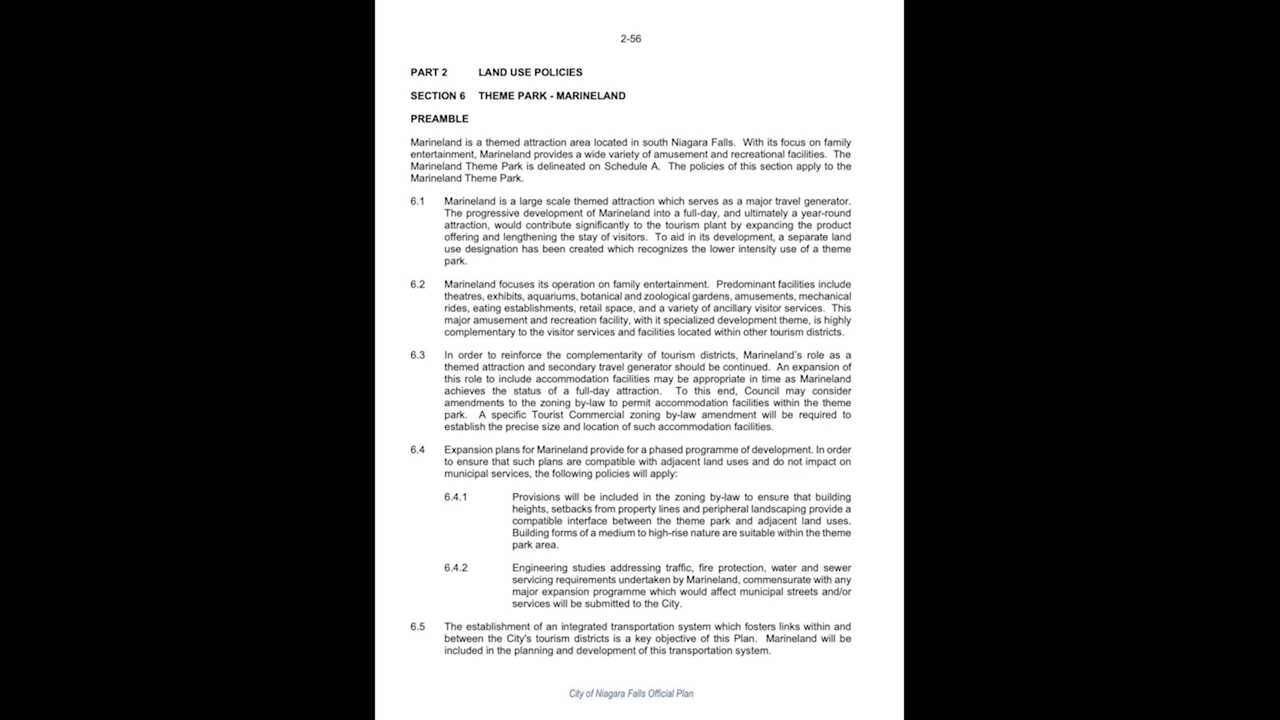 2-56
PART 2 LAND USE POLICIES
SECTION 6 THEME PARK - MARINELAND
PREAMBLE
Marineland is a themed attraction area located in south Niagara Falls. With its focus on family
entertainment, Marineland provides a wide variety of amusement and recreational facilities. The
Marineland Theme Park is delineated on Schedule A. The policies of this section apply to the
Marineland Theme Park.
6.1 Marineland is a large scale themed attraction which serves as a major travel generator.
The progressive development of Marineland into a full-day, and ultimately a year-round
attraction, would contribute significantly to the tourism plant by expanding the product
offering and lengthening the stay of visitors. To aid in its development, a separate land
use designation has been created which recognizes the lower intensity use of a theme
park.
6.2 Marineland focuses its operation on family entertainment. Predominant facilities include
theatres, exhibits, aquariums, botanical and zoological gardens, amusements, mechanical
rides, eating establishments, retail space, and a variety of ancillary visitor services. This
major amusement and recreation facility, with it specialized development theme, is highly
complementary to the visitor services and facilities located within other tourism districts.
6.3 In order to reinforce the complementarity of tourism districts, Marineland's role as a
themed attraction and secondary travel generator should be continued. An expansion of
this role to include accommodation facilities may be appropriate in time as Marineland
achieves the status of a full-day attraction. To this end, Council may consider
amendments to the zoning by-law to permit accommodation facilities within the theme
park. A specific Tourist Commercial zoning by-law amendment will be required to
establish the precise size and location of such accommodation facilities.
6.4 Expansion plans for Marineland provide for a phased programme of development. In order
to ensure that such plans are compatible with adjacent land uses and do not impact on
municipal services, the following policies will apply:
6.4.1 Provisions will be included in the zoning by-law to ensure that building
heights, setbacks from property lines and peripheral landscaping provide a
compatible interface between the theme park and adjacent land uses.
Building forms of a medium to high-rise nature are suitable within the theme
park area.
6.4.2 Engineering studies addressing traffic, fire protection, water and sewer
servicing requirements undertaken by Marineland, commensurate with any
major expansion programme which would affect municipal streets and/or
services will be submitted to the City.
6.5 The establishment of an integrated transportation system which fosters links within and
between the City's tourism districts is a key objective of this Plan. Marineland will be
included in the planning and development of this transportation system.
City of Niagara Falls Official Plan